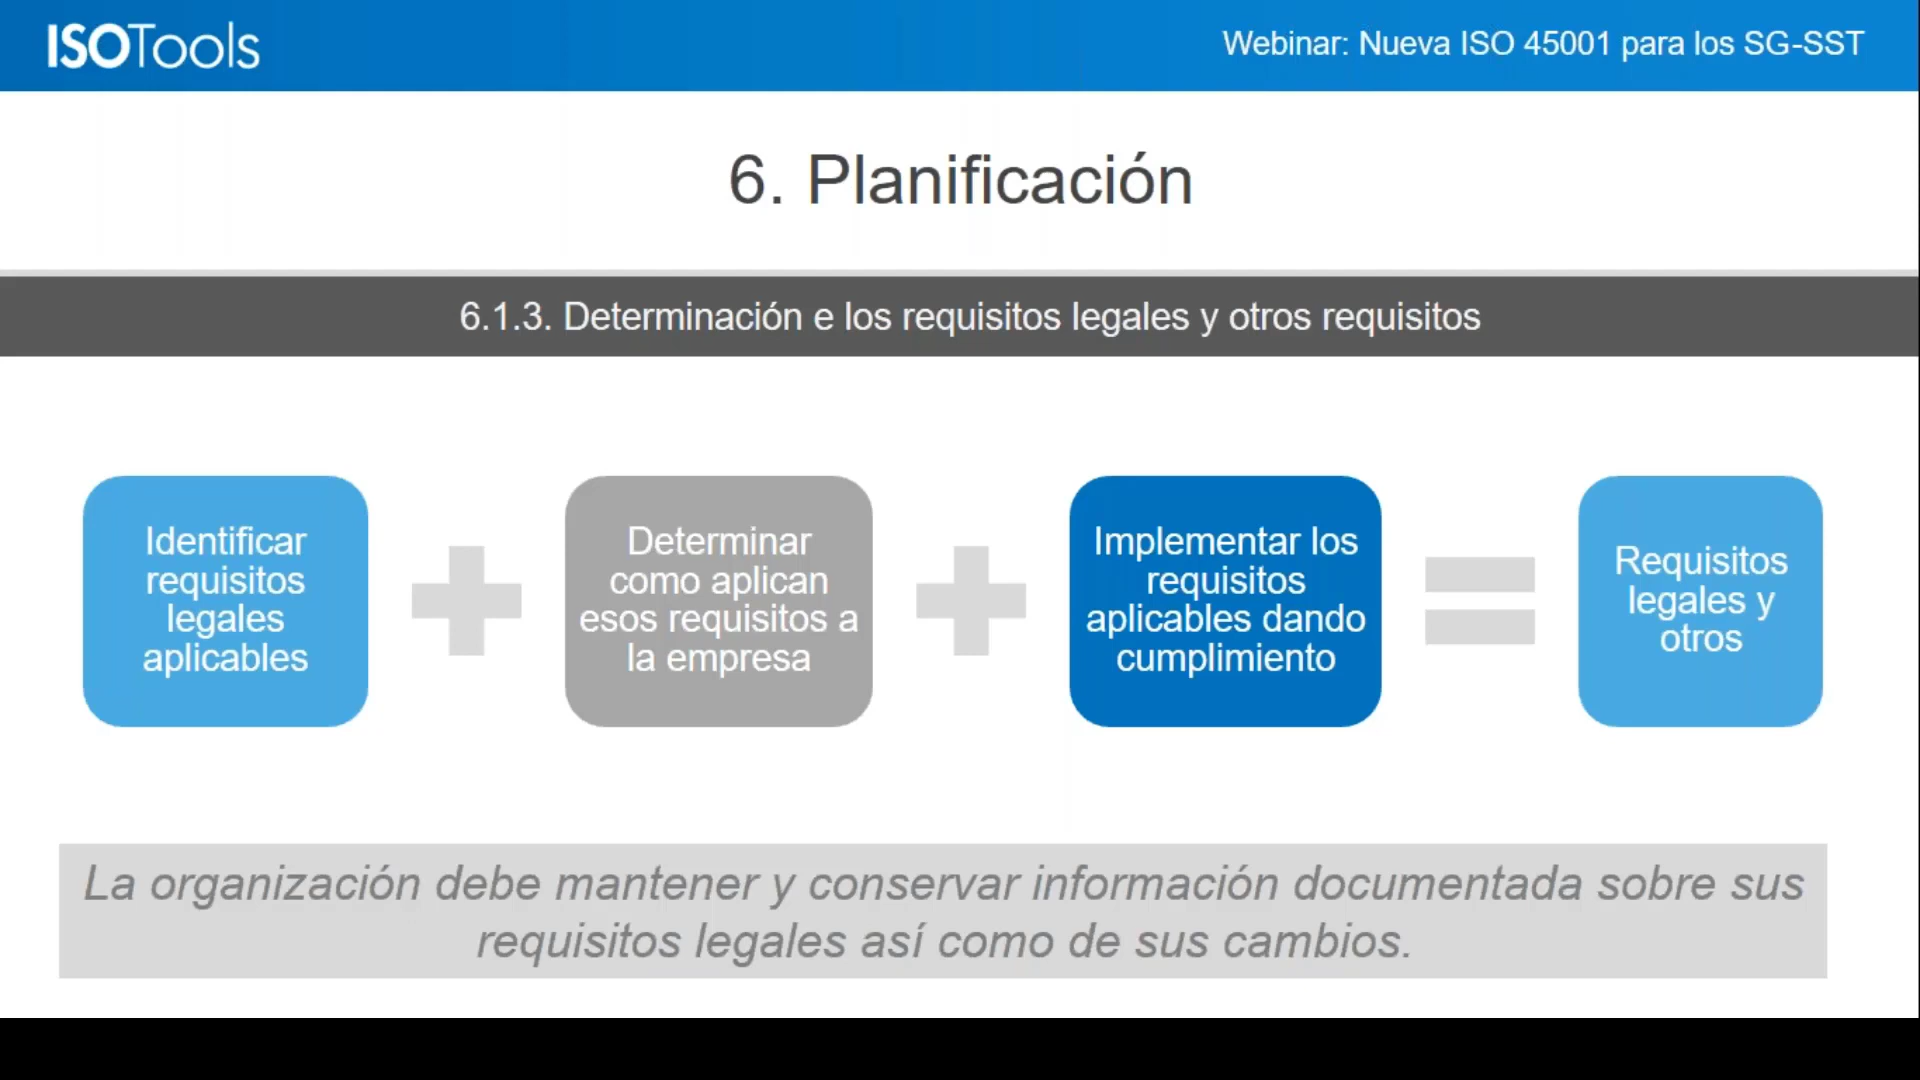 ISOTools
Webinar: Nueva ISO 45001 para los SG-SST
6. Planificación
6.1.3. Determinación e los requisitos legales y otros requisitos
Identificar
requisitos
legales
aplicables
Determinar
como aplican
esos requisitos a
la empresa
Implementar los
requisitos
aplicables dando
cumplimiento
Requisitos
legales y
otros
La organización debe mantener y conservar información documentada sobre sus
requisitos legales así como de sus cambios.